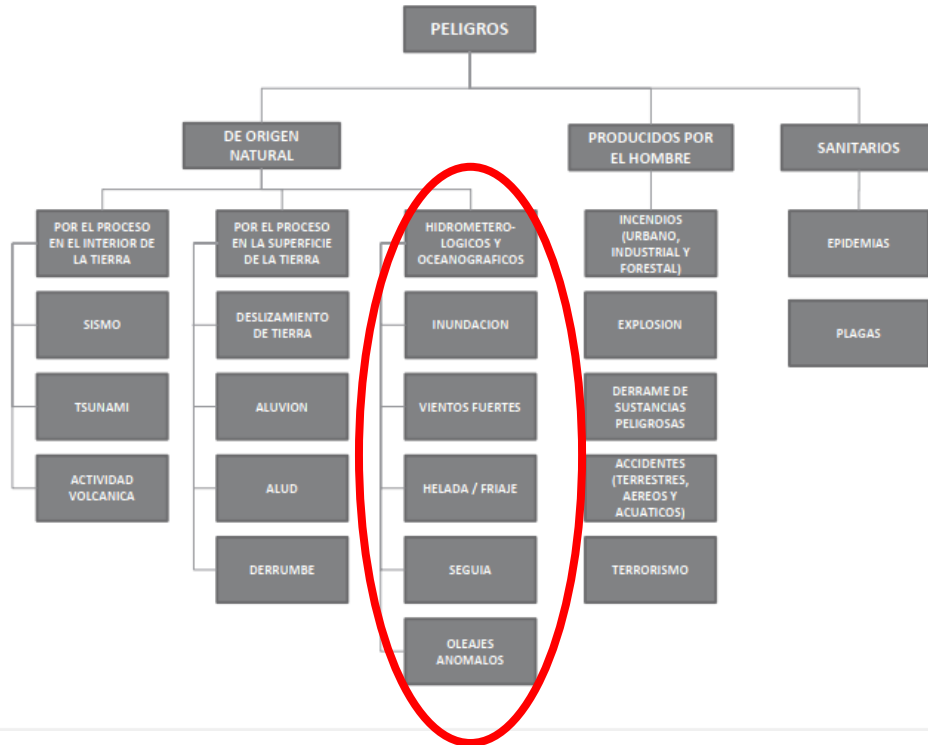 PELIGROS
DE ORIGEN
NATURAL
PRODUCIDOS POR
EL HOMBRE
SANITARIOS
POR EL PROCESO
EN EL INTERIOR DE
LA TIERRA
SISMO
TSUNAMI
ACTIVIDAD
VOLCANICA
POR EL PROCESO
EN LA SUPERFICIE
DE LA TIERRA
DESLIZAMIENTO
DE TIERRA
ALUVION
ALUD
DERRUMBE
HIDROMETERO-
LOGICOS Y
OCEANOGRAFICOS
INUNDACION
VIENTOS FUERTES
HELADA / FRIAJE
SEGUIA
OLEAJES
ANOMALOS
INCENDIOS
(URBANO,
INDUSTRIAL Y
FORESTAL)
EXPLOSION
DERRAME DE
SUSTANCIAS
PELIGROSAS
ACCIDENTES
(TERRESTRES,
AEREOS Y
ACUATICOS)
TERRORISMO
EPIDEMIAS
PLAGAS